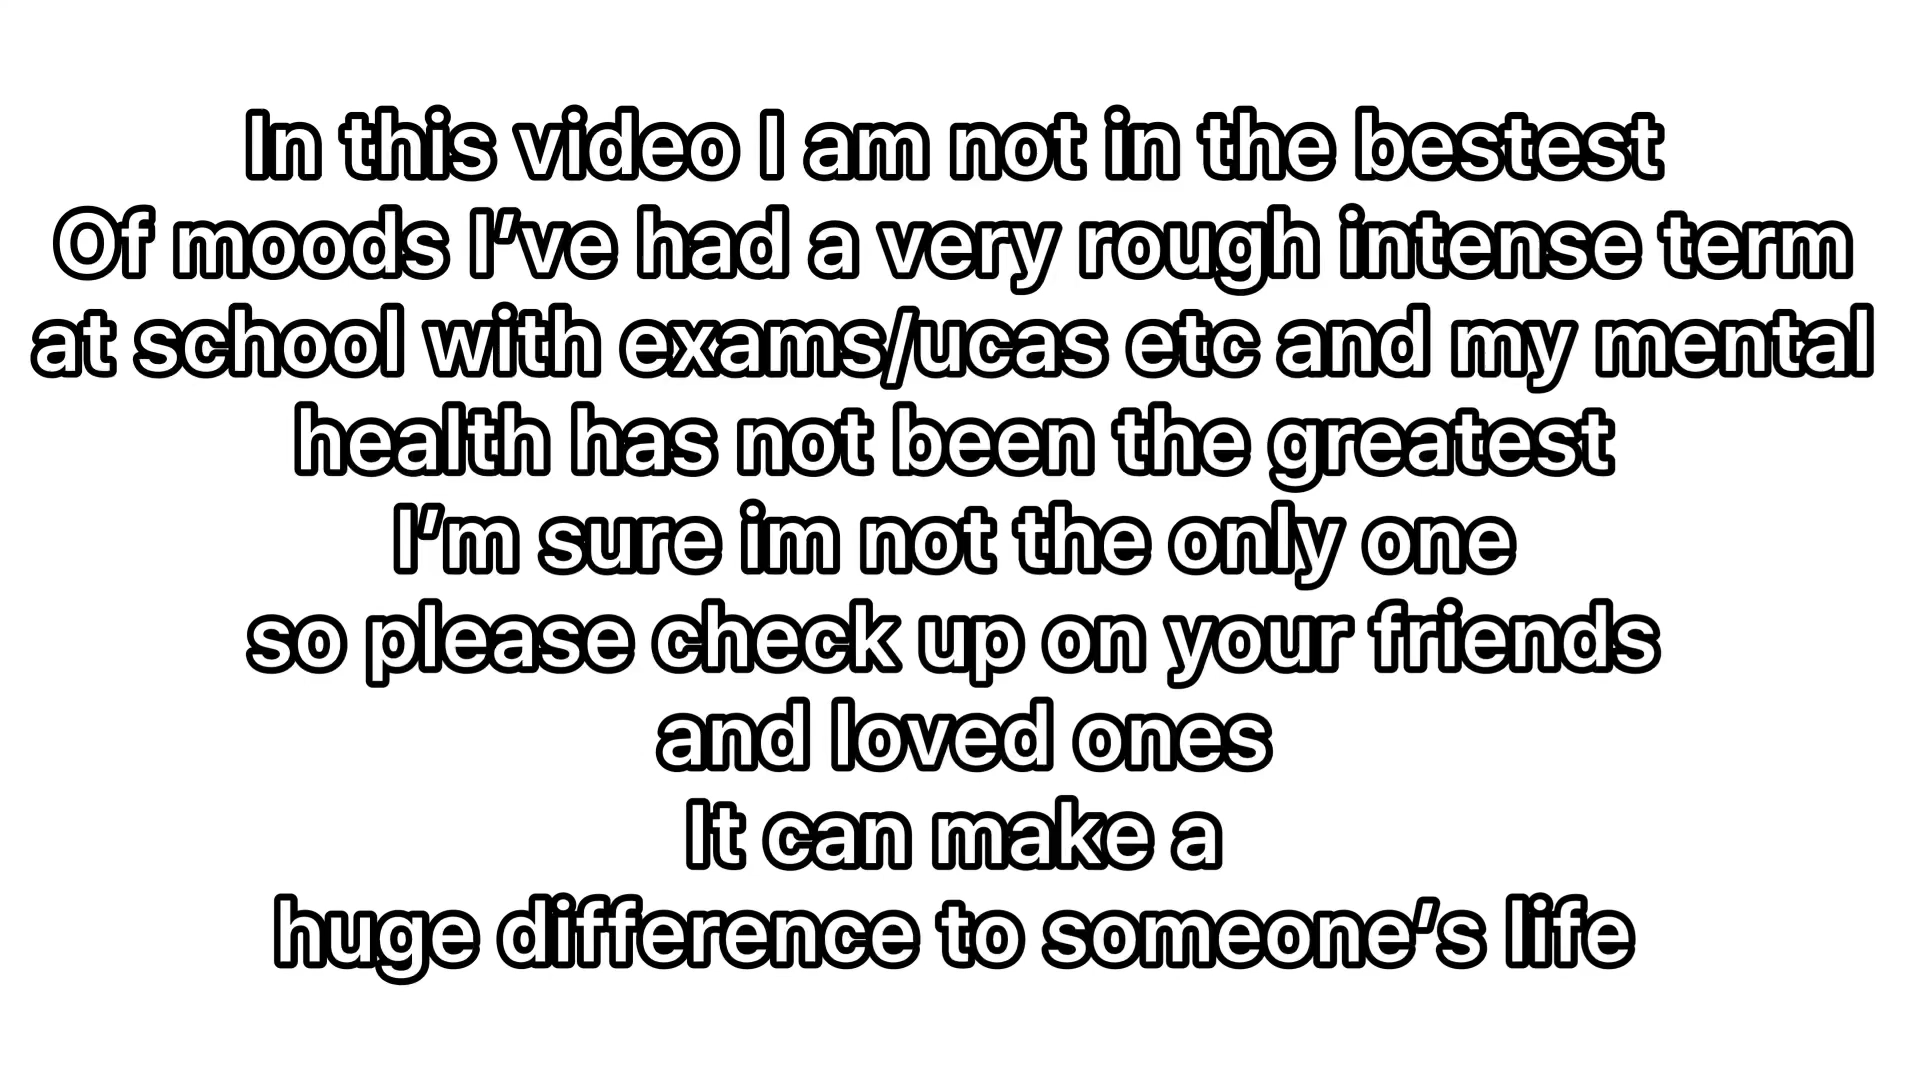 In this video I am not in the bestest
Of moods I’ve had a very rough intense term
at school with exams/ucas etc and my mental
health has not been the greatest
I’m sure im not the only one
so please check up on your friends
and loved ones
It can make a
huge difference to someone’s life